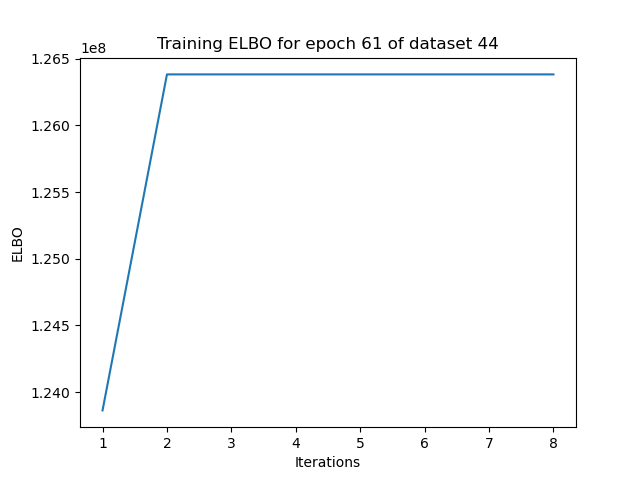 Training ELBO for epoch 61 of dataset 44
1e8
1.265
1.260
1.255
1.250
1.245
1.240
ELBO
1 2 3 4 5 6 7 8
Iterations